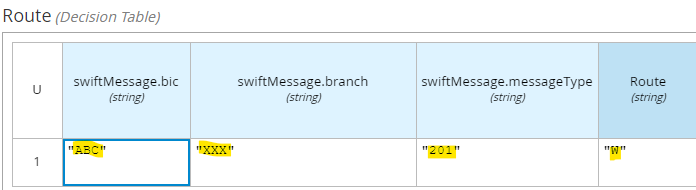 Route (Decision Table)
U swiftMessage.bic swiftMessage.branch swiftMessage.messageType Route
(string) (string) (string) (string)
1 "ABC" "XXX" "201" "W"